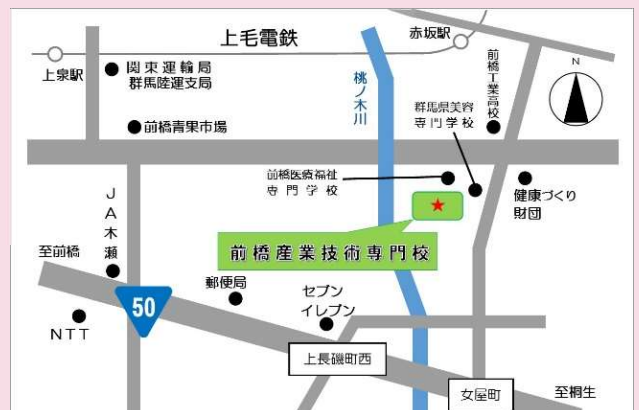 上毛電鉄
赤坂駅
上泉駅
関東運輸局
群馬陸運支局
桃ノ木川
前橋工業高校
N
群馬県美容
専門学校
前橋青果市場
前橋医療福祉
専門学校
健康づくり
財団
JA木瀬
至前橋
前橋産業技術専門校
郵便局
セブン
イレブン
50
NTT
上長磯町西
女屋町
至桐生